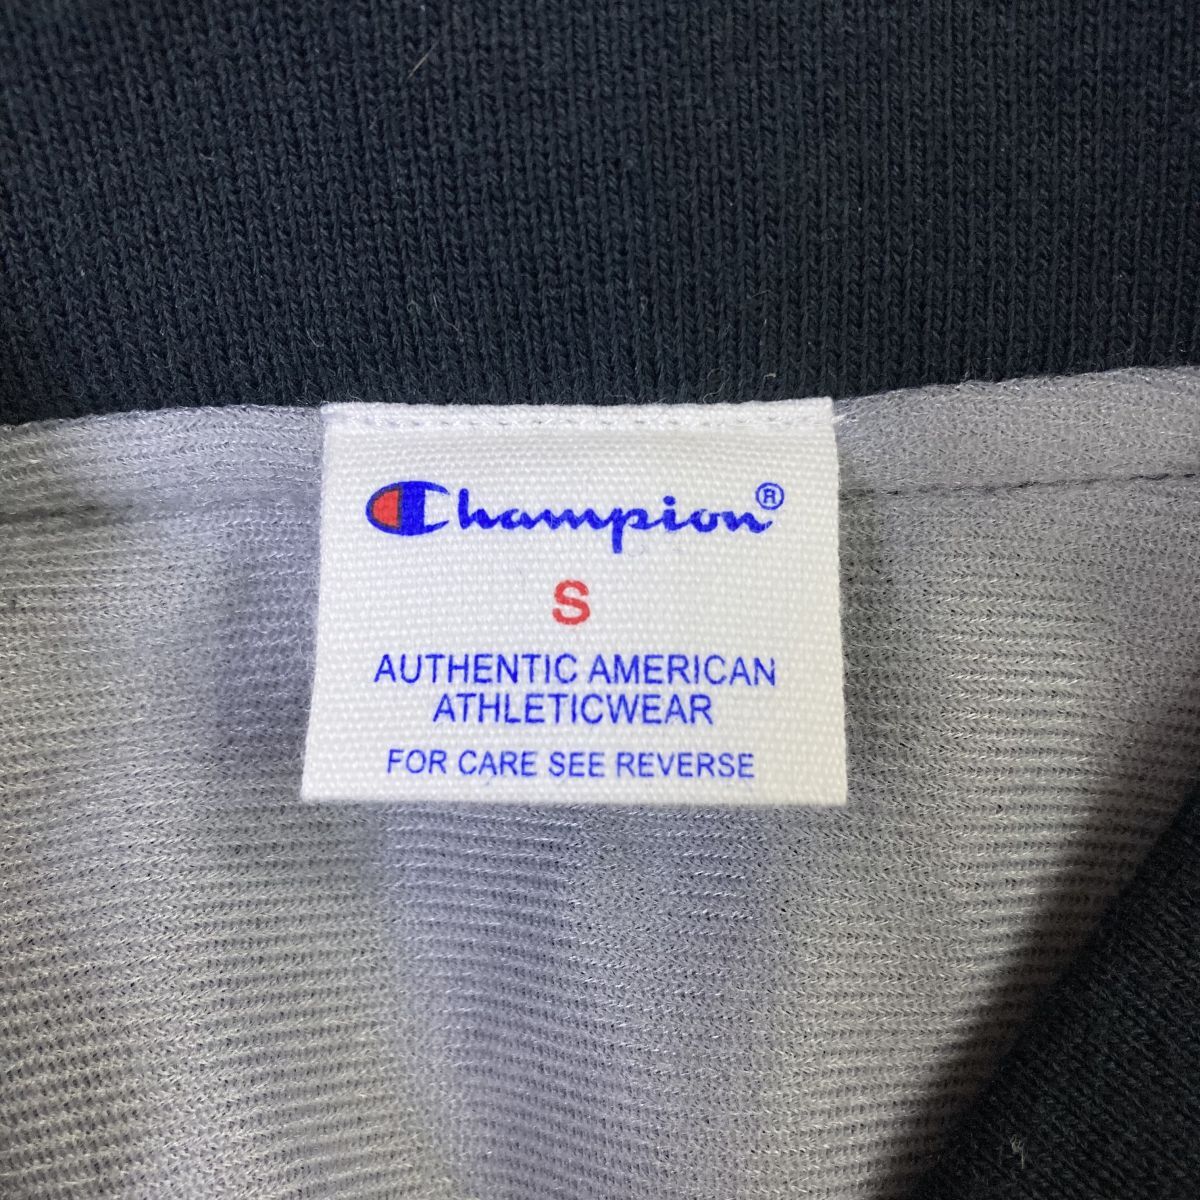 Champion®
S
AUTHENTIC AMERICAN
ATHLETICWEAR
FOR CARE SEE REVERSE